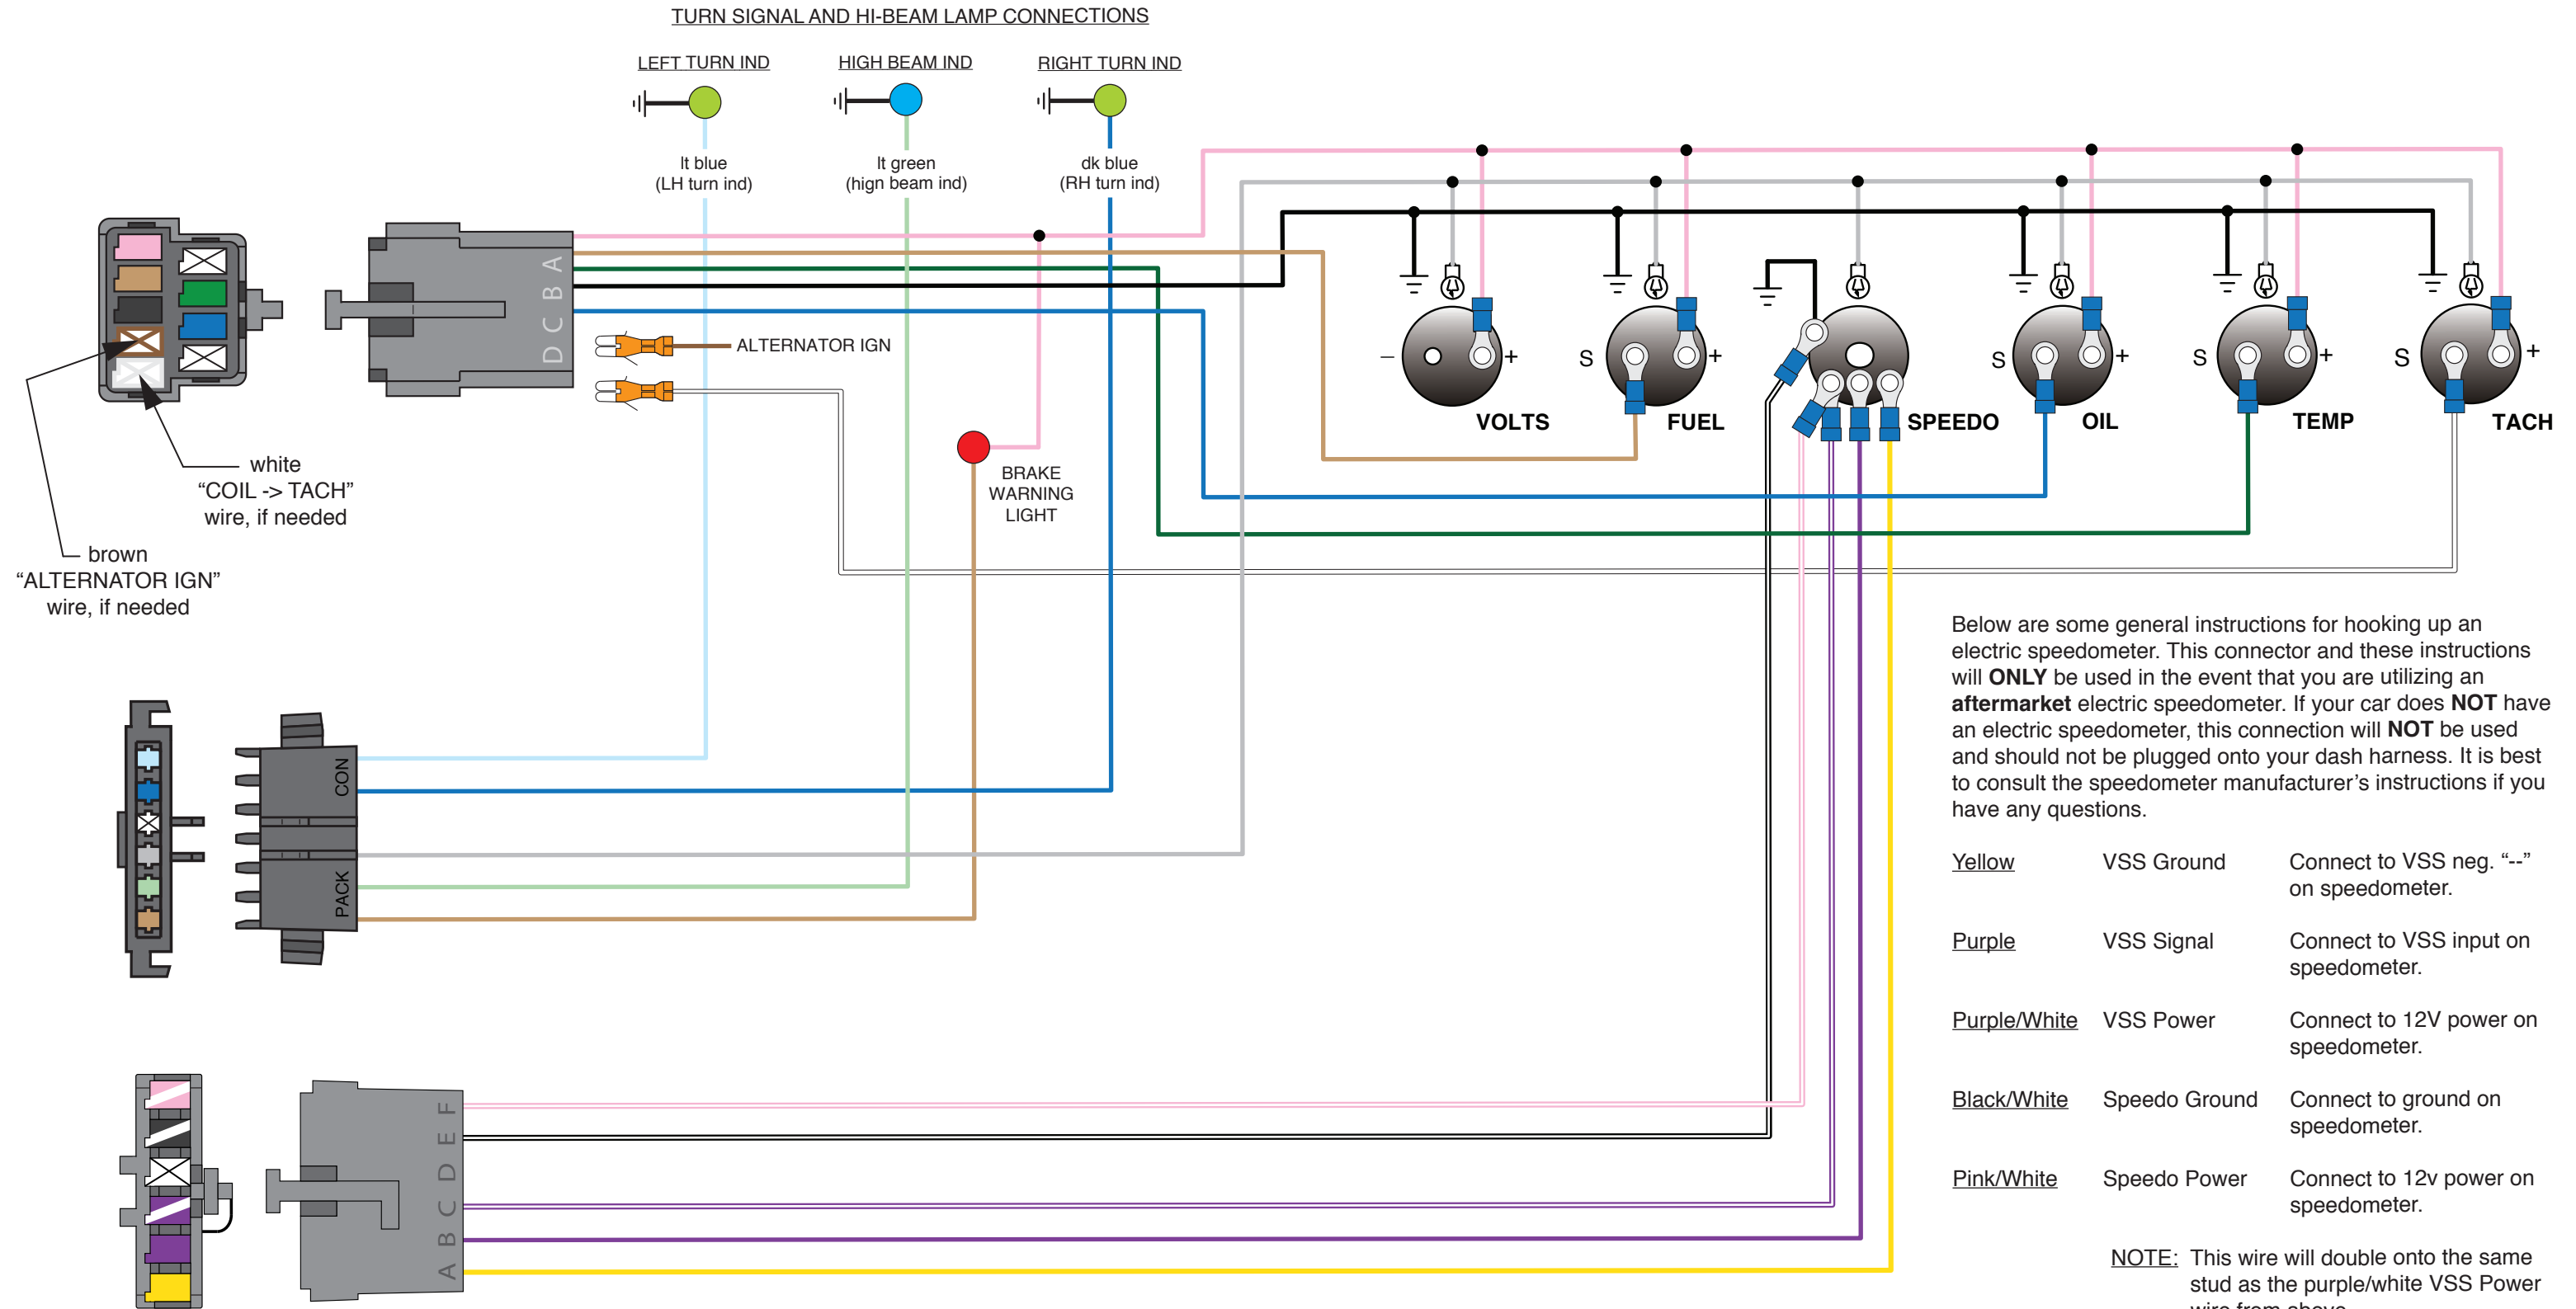 TURN SIGNAL AND HI-BEAM LAMP CONNECTIONS
LEFT TURN IND
HIGH BEAM IND
RIGHT TURN IND
lt blue
(LH turn ind)
lt green
(hign beam ind)
dk blue
(RH turn ind)
A
B
C
D
ALTERNATOR IGN
white
“COIL -> TACH”
wire, if needed
brown
“ALTERNATOR IGN”
wire, if needed
BRAKE
WARNING
LIGHT
– +
VOLTS
S +
FUEL
SPEEDO
S +
OIL
S +
TEMP
S +
TACH
CON
PACK
F
E
D
C
B
A
Below are some general instructions for hooking up an
electric speedometer. This connector and these instructions
will ONLY be used in the event that you are utilizing an
aftermarket electric speedometer. If your car does NOT have
an electric speedometer, this connection will NOT be used
and should not be plugged onto your dash harness. It is best
to consult the speedometer manufacturer’s instructions if you
have any questions.
Yellow VSS Ground Connect to VSS neg. “--”
on speedometer.
Purple VSS Signal Connect to VSS input on
speedometer.
Purple/White VSS Power Connect to 12V power on
speedometer.
Black/White Speedo Ground Connect to ground on
speedometer.
Pink/White Speedo Power Connect to 12v power on
speedometer.
NOTE: This wire will double onto the same
stud as the purple/white VSS Power
wire from above